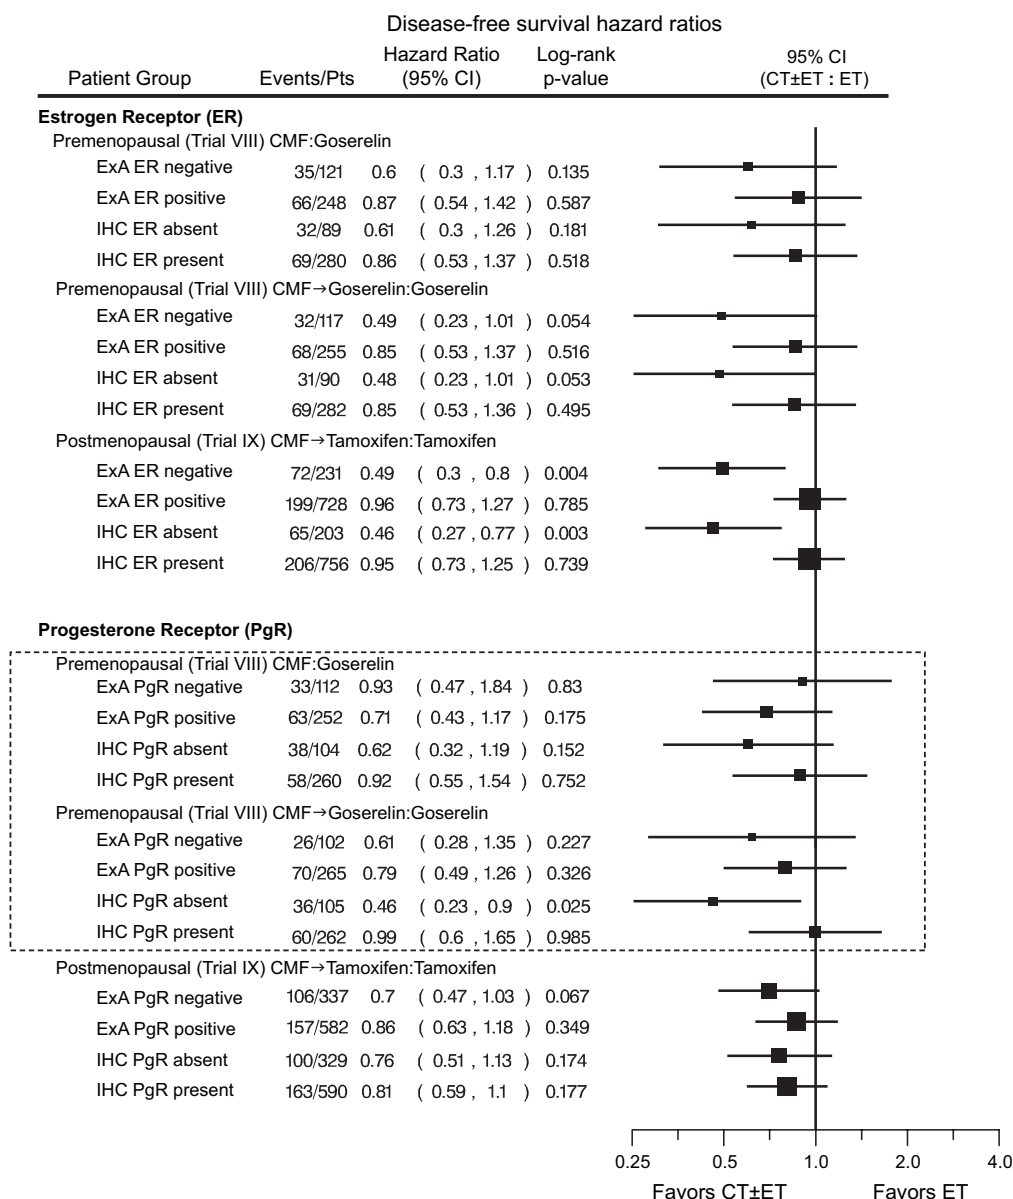 Disease-free survival hazard ratios
Patient Group Events/Pts Hazard Ratio (95% CI) Log-rank p-value 95% CI (CT±ET : ET)
Estrogen Receptor (ER)
Premenopausal (Trial VIII) CMF:Goserelin
ExA ER negative 35/121 0.6 ( 0.3 , 1.17 ) 0.135
ExA ER positive 66/248 0.87 ( 0.54 , 1.42 ) 0.587
IHC ER absent 32/89 0.61 ( 0.3 , 1.26 ) 0.181
IHC ER present 69/280 0.86 ( 0.53 , 1.37 ) 0.518
Premenopausal (Trial VIII) CMF→Goserelin:Goserelin
ExA ER negative 32/117 0.49 ( 0.23 , 1.01 ) 0.054
ExA ER positive 68/255 0.85 ( 0.53 , 1.37 ) 0.516
IHC ER absent 31/90 0.48 ( 0.23 , 1.01 ) 0.053
IHC ER present 69/282 0.85 ( 0.53 , 1.36 ) 0.495
Postmenopausal (Trial IX) CMF→Tamoxifen:Tamoxifen
ExA ER negative 72/231 0.49 ( 0.3 , 0.8 ) 0.004
ExA ER positive 199/728 0.96 ( 0.73 , 1.27 ) 0.785
IHC ER absent 65/203 0.46 ( 0.27 , 0.77 ) 0.003
IHC ER present 206/756 0.95 ( 0.73 , 1.25 ) 0.739
Progesterone Receptor (PgR)
Premenopausal (Trial VIII) CMF:Goserelin
ExA PgR negative 33/112 0.93 ( 0.47 , 1.84 ) 0.83
ExA PgR positive 63/252 0.71 ( 0.43 , 1.17 ) 0.175
IHC PgR absent 38/104 0.62 ( 0.32 , 1.19 ) 0.152
IHC PgR present 58/260 0.92 ( 0.55 , 1.54 ) 0.752
Premenopausal (Trial VIII) CMF→Goserelin:Goserelin
ExA PgR negative 26/102 0.61 ( 0.28 , 1.35 ) 0.227
ExA PgR positive 70/265 0.79 ( 0.49 , 1.26 ) 0.326
IHC PgR absent 36/105 0.46 ( 0.23 , 0.9 ) 0.025
IHC PgR present 60/262 0.99 ( 0.6 , 1.65 ) 0.985
Postmenopausal (Trial IX) CMF→Tamoxifen:Tamoxifen
ExA PgR negative 106/337 0.7 ( 0.47 , 1.03 ) 0.067
ExA PgR positive 157/582 0.86 ( 0.63 , 1.18 ) 0.349
IHC PgR absent 100/329 0.76 ( 0.51 , 1.13 ) 0.174
IHC PgR present 163/590 0.81 ( 0.59 , 1.1 ) 0.177
0.25 0.5 1.0 2.0 4.0
Favors CT±ET Favors ET